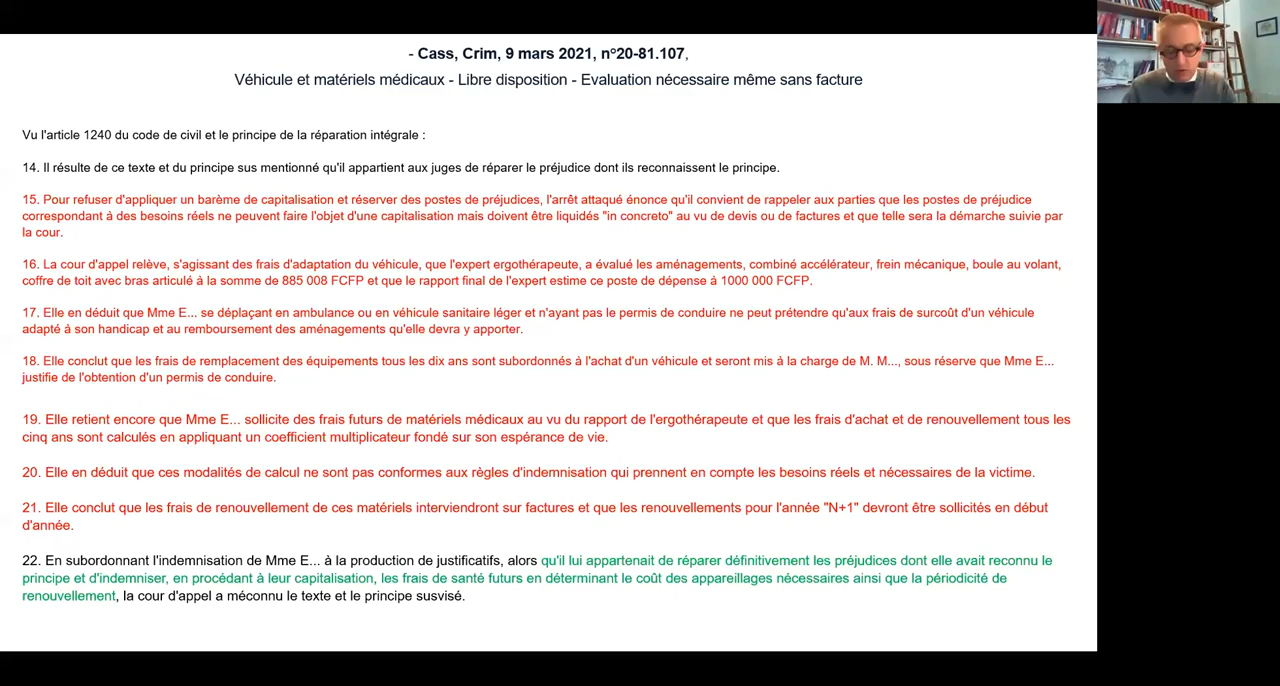 - Cass, Crim, 9 mars 2021, n°20-81.107,
Véhicule et matériels médicaux - Libre disposition - Evaluation nécessaire même sans facture
Vu l'article 1240 du code de civil et le principe de la réparation intégrale :
14. Il résulte de ce texte et du principe sus mentionné qu'il appartient aux juges de réparer le préjudice dont ils reconnaissent le principe.
15. Pour refuser d'appliquer un barème de capitalisation et réserver des postes de préjudices, l'arrêt attaqué énonce qu'il convient de rappeler aux parties que les postes de préjudice
correspondant à des besoins réels ne peuvent faire l'objet d'une capitalisation mais doivent être liquidés "in concreto" au vu de devis ou de factures et que telle sera la démarche suivie par
la cour.
16. La cour d'appel relève, s'agissant des frais d'adaptation du véhicule, que l'expert ergothérapeute, a évalué les aménagements, combiné accélérateur, frein mécanique, boule au volant,
coffre de toit avec bras articulé à la somme de 885 008 FCFP et que le rapport final de l'expert estime ce poste de dépense à 1000 000 FCFP.
17. Elle en déduit que Mme E... se déplaçant en ambulance ou en véhicule sanitaire léger et n'ayant pas le permis de conduire ne peut prétendre qu'aux frais de surcoût d'un véhicule
adapté à son handicap et au remboursement des aménagements qu'elle devra y apporter.
18. Elle conclut que les frais de remplacement des équipements tous les dix ans sont subordonnés à l'achat d'un véhicule et seront mis à la charge de M. M..., sous réserve que Mme E...
justifie de l'obtention d'un permis de conduire.
19. Elle retient encore que Mme E... sollicite des frais futurs de matériels médicaux au vu du rapport de l'ergothérapeute et que les frais d'achat et de renouvellement tous les
cinq ans sont calculés en appliquant un coefficient multiplicateur fondé sur son espérance de vie.
20. Elle en déduit que ces modalités de calcul ne sont pas conformes aux règles d'indemnisation qui prennent en compte les besoins réels et nécessaires de la victime.
21. Elle conclut que les frais de renouvellement de ces matériels interviendront sur factures et que les renouvellements pour l'année "N+1" devront être sollicités en début
d'année.
22. En subordonnant l'indemnisation de Mme E... à la production de justificatifs, alors qu'il lui appartenait de réparer définitivement les préjudices dont elle avait reconnu le
principe et d'indemniser, en procédant à leur capitalisation, les frais de santé futurs en déterminant le coût des appareillages nécessaires ainsi que la périodicité de
renouvellement, la cour d'appel a méconnu le texte et le principe susvisé.